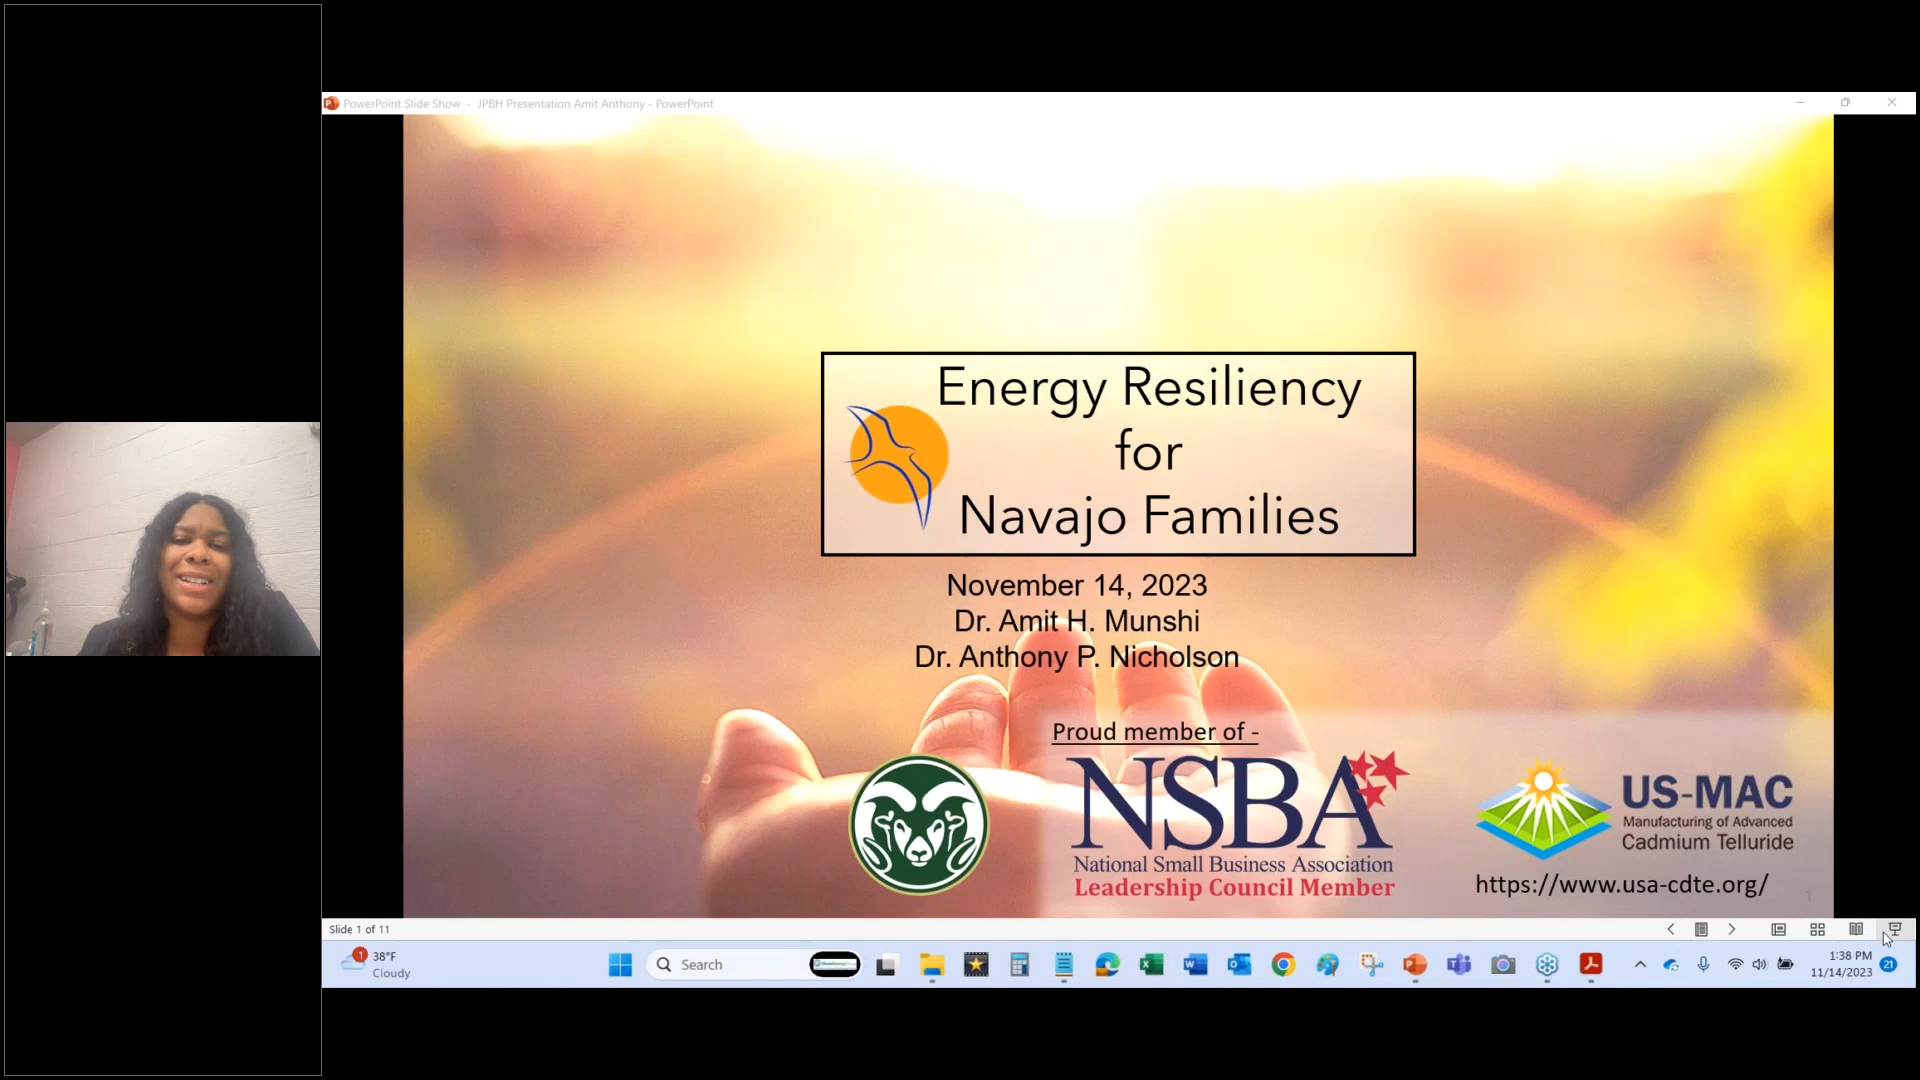 PowerPoint Slide Show - JPBH Presentation Amit Anthony - PowerPoint
Energy Resiliency
for
Navajo Families
November 14, 2023
Dr. Amit H. Munshi
Dr. Anthony P. Nicholson
Proud member of -
NSBA
National Small Business Association
Leadership Council Member
US-MAC
Manufacturing of Advanced
Cadmium Telluride
https://www.usa-cdte.org/
1
Slide 1 of 11
1
38°F
Cloudy
Search
1:38 PM
11/14/2023
21